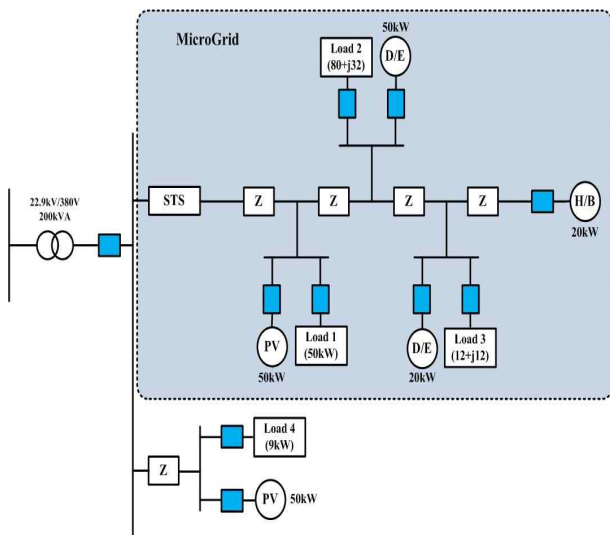 MicroGrid
50kW
Load 2
(80+j32)
D/E
22.9kV/380V
200kVA
STS
Z
Z
Z
Z
H/B
20kW
PV
50kW
Load 1
(50kW)
D/E
20kW
Load 3
(12+j12)
Load 4
(9kW)
Z
PV
50kW